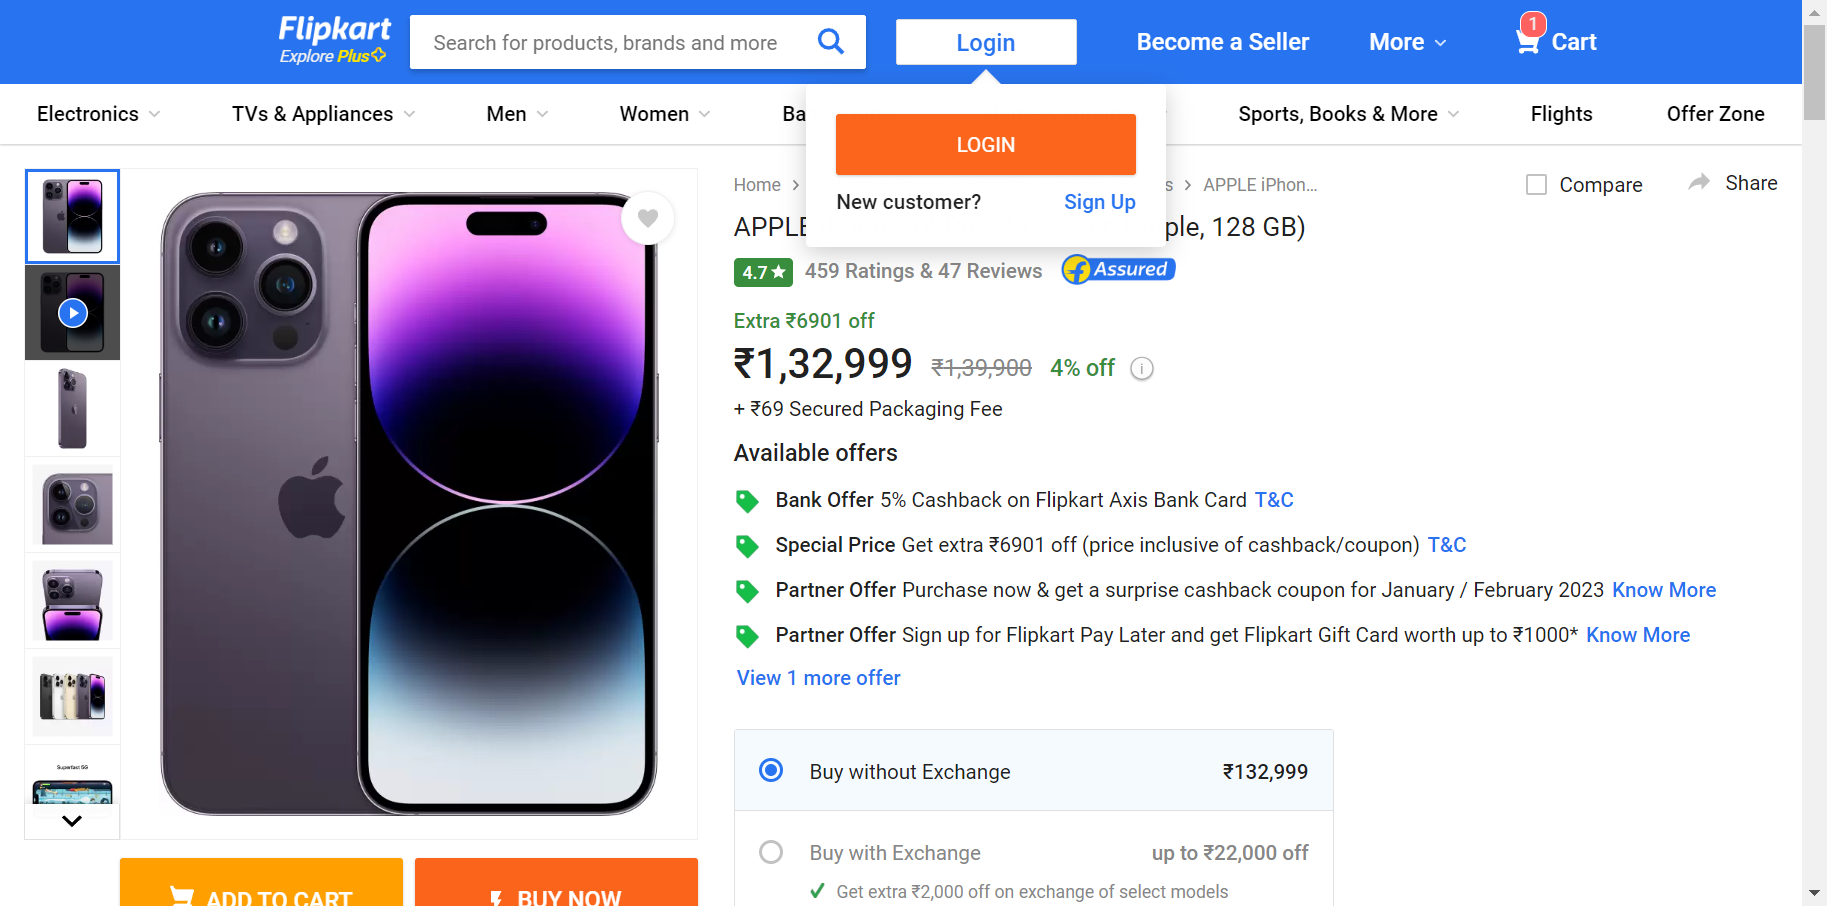 Flipkart
Explore Plus
Search for products, brands and more
Login
Become a Seller
More
1
Cart
Electronics
TVs & Appliances
Men
Women
Ba
Sports, Books & More
Flights
Offer Zone
LOGIN
New customer? Sign Up
Home
s
APPLE iPhon...
Compare
Share
APPLE
ple, 128 GB)
4.7 ★ 459 Ratings & 47 Reviews
f Assured
Extra ₹6901 off
₹1,32,999 ₹1,39,900 4% off i
+ ₹69 Secured Packaging Fee
Available offers
Bank Offer 5% Cashback on Flipkart Axis Bank Card T&C
Special Price Get extra ₹6901 off (price inclusive of cashback/coupon) T&C
Partner Offer Purchase now & get a surprise cashback coupon for January / February 2023 Know More
Partner Offer Sign up for Flipkart Pay Later and get Flipkart Gift Card worth up to ₹1000* Know More
View 1 more offer
Buy without Exchange ₹132,999
Buy with Exchange up to ₹22,000 off
Get extra ₹2,000 off on exchange of select models
Superfast 5G
ADD TO CART
BUY NOW